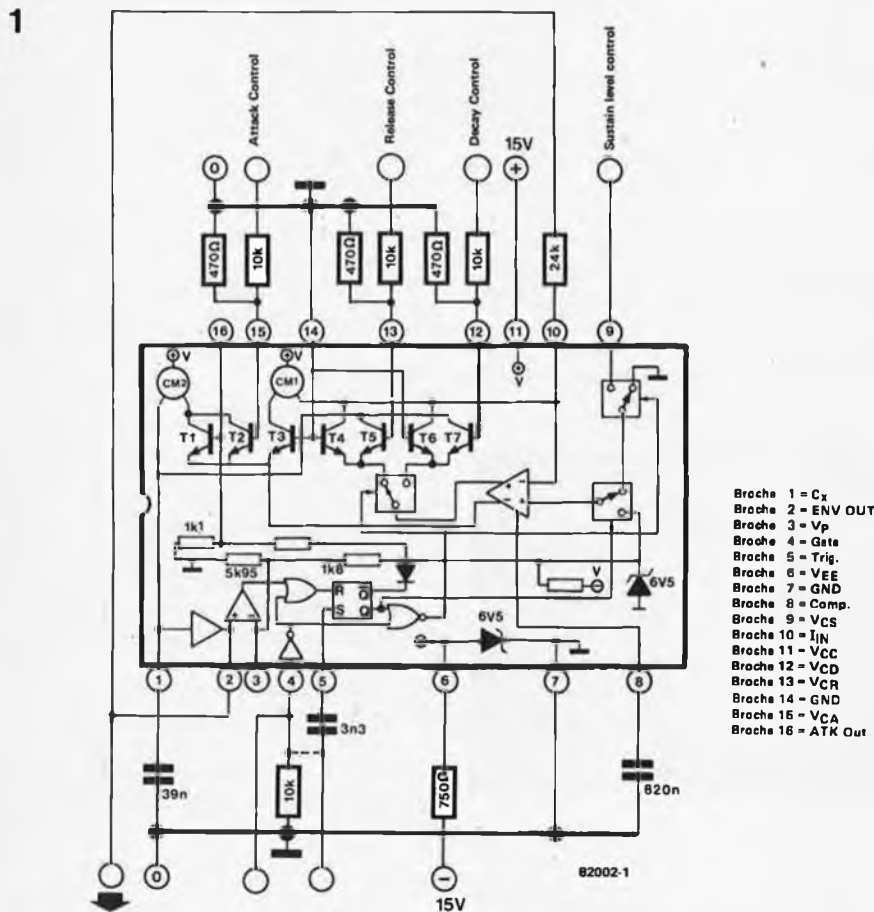 1
Attack Control
Release Control
Decay Control
15V
Sustain level control
0
+
470Ω
10k
470Ω
10k
470Ω
10k
24k
16
15
14
13
12
11
10
9
+ V
+ V
V
CM2
CM1
T1
T2
T3
T4
T5
T6
T7
1k1
5k95
1k8
V
6V5
R
Q
S
Q
6V5
1
2
3
4
5
6
7
8
3n3
39n
10k
750Ω
820n
0
15V
82002-1
Broche 1 = CX
Broche 2 = ENV OUT
Broche 3 = VP
Broche 4 = Gate
Broche 5 = Trig.
Broche 6 = VEE
Broche 7 = GND
Broche 8 = Comp.
Broche 9 = VCS
Broche 10 = IIN
Broche 11 = VCC
Broche 12 = VCD
Broche 13 = VCR
Broche 14 = GND
Broche 15 = VCA
Broche 16 = ATK Out